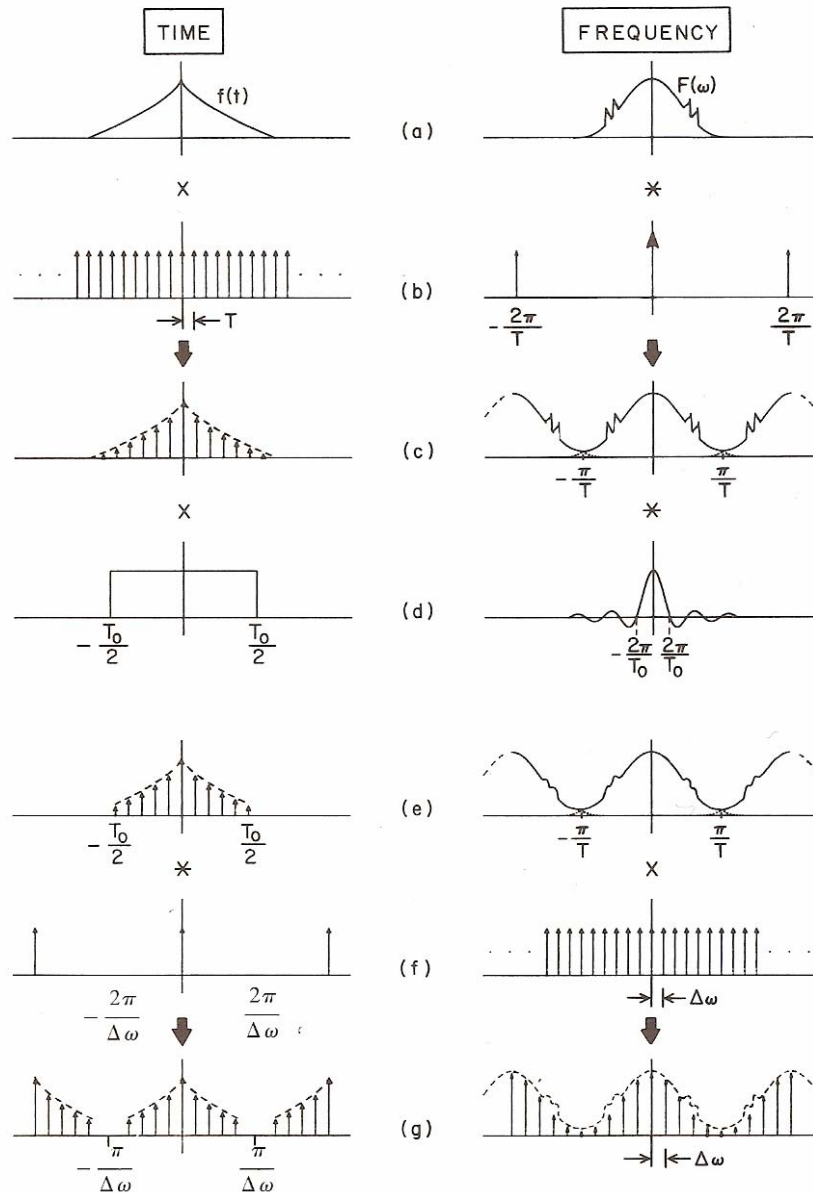 TIME FREQUENCY
f(t) F(ω)
(a)
× *
· · · · · · · ·
(b)
T -2π/T 2π/T
(c)
-π/T π/T
× *
(d)
-T₀/2 T₀/2 -2π/T₀ 2π/T₀
(e)
-T₀/2 T₀/2 -π/T π/T
* ×
· · · · · · · ·
(f)
-2π/Δω 2π/Δω Δω
(g)
-π/Δω π/Δω Δω